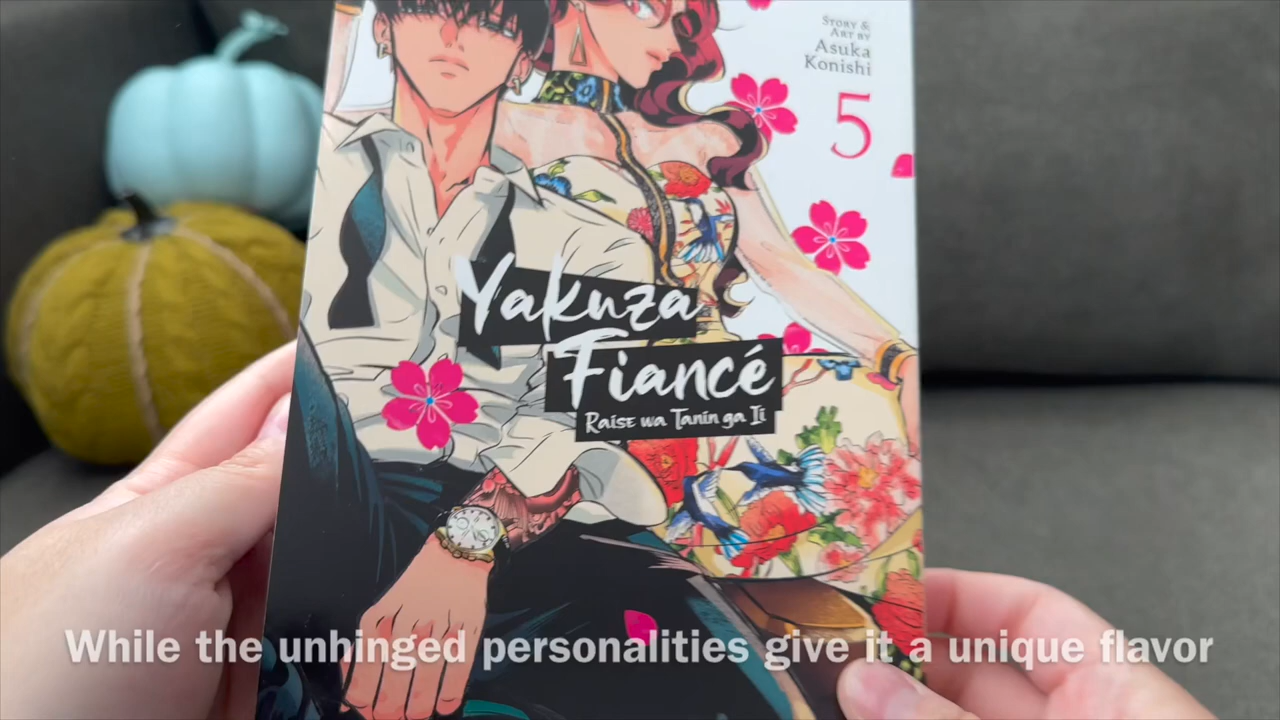 STORY &
ART BY
Asuka
Konishi
5
Yakuza
Fiancé
Raise wa Tanin ga Ii
While the unhinged personalities give it a unique flavor